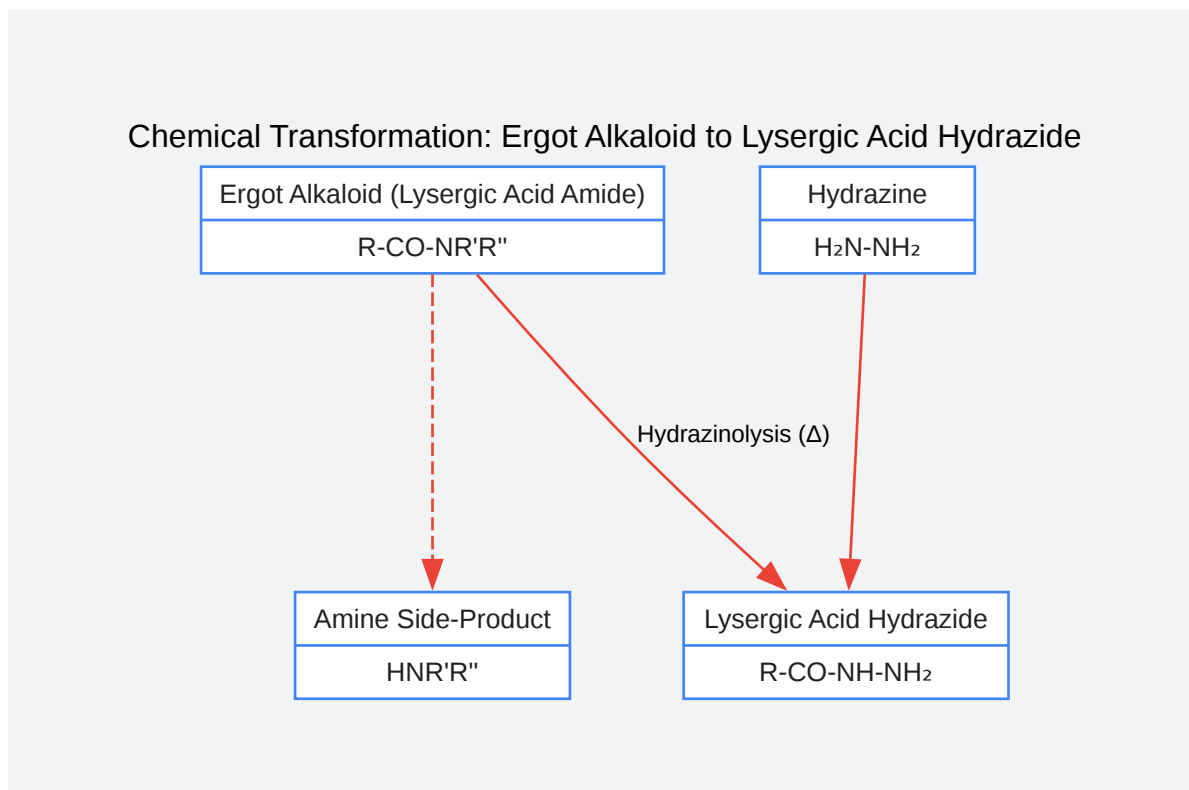 Chemical Transformation: Ergot Alkaloid to Lysergic Acid Hydrazide
Ergot Alkaloid (Lysergic Acid Amide)
R-CO-NR'R''
Hydrazine
H₂N-NH₂
Hydrazinolysis (Δ)
Amine Side-Product
HNR'R''
Lysergic Acid Hydrazide
R-CO-NH-NH₂